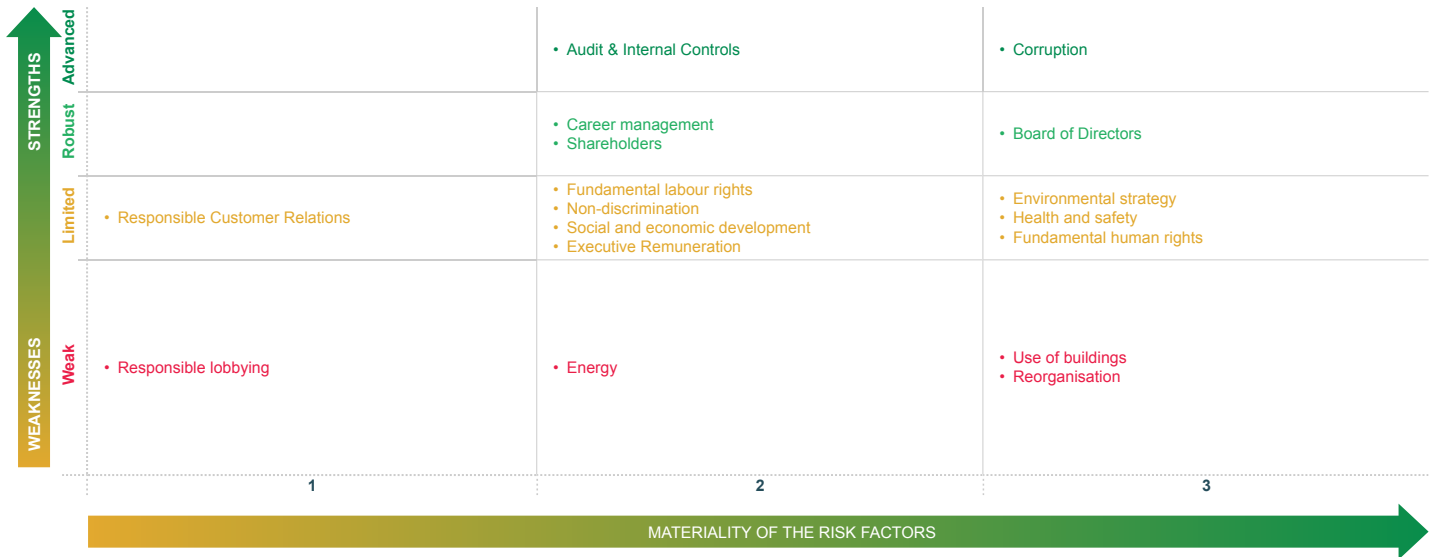 STRENGTHS
WEAKNESSES
Advanced
• Audit & Internal Controls
• Corruption
Robust
• Career management
• Shareholders
• Board of Directors
Limited
• Responsible Customer Relations
• Fundamental labour rights
• Non-discrimination
• Social and economic development
• Executive Remuneration
• Environmental strategy
• Health and safety
• Fundamental human rights
Weak
• Responsible lobbying
• Energy
• Use of buildings
• Reorganisation
1
2
3
MATERIALITY OF THE RISK FACTORS